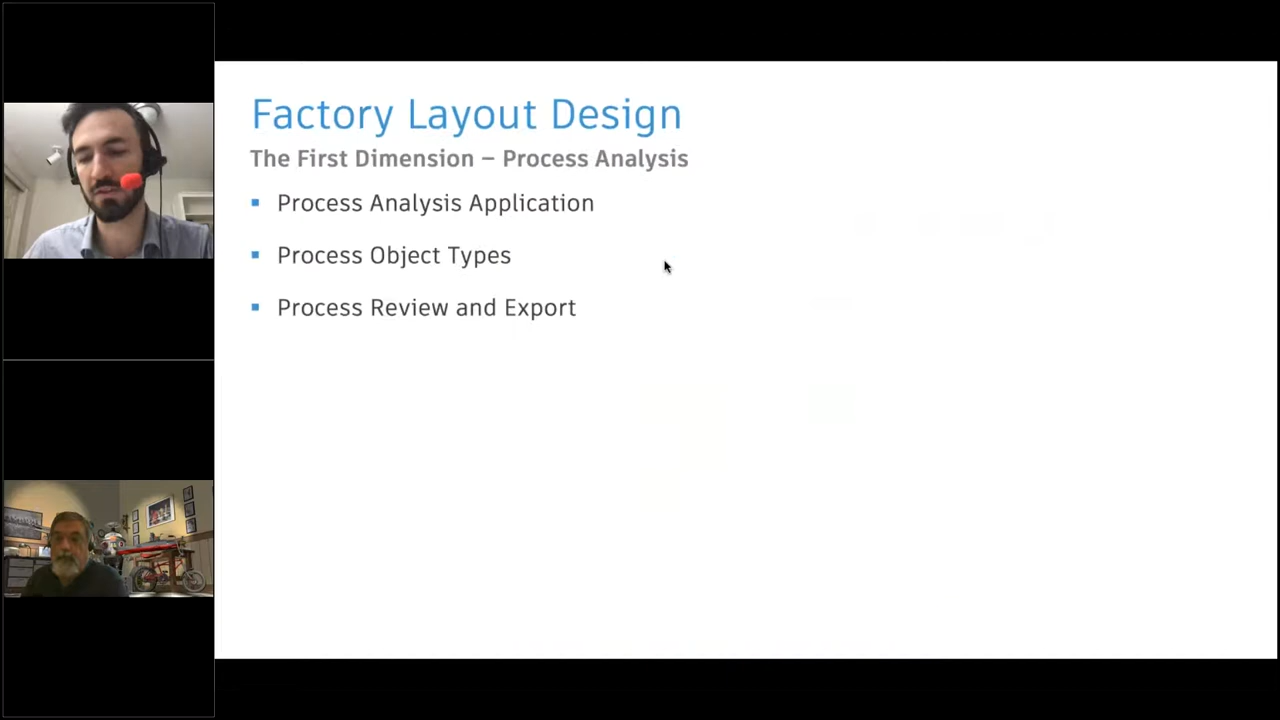 Factory Layout Design
The First Dimension – Process Analysis
Process Analysis Application
Process Object Types
Process Review and Export